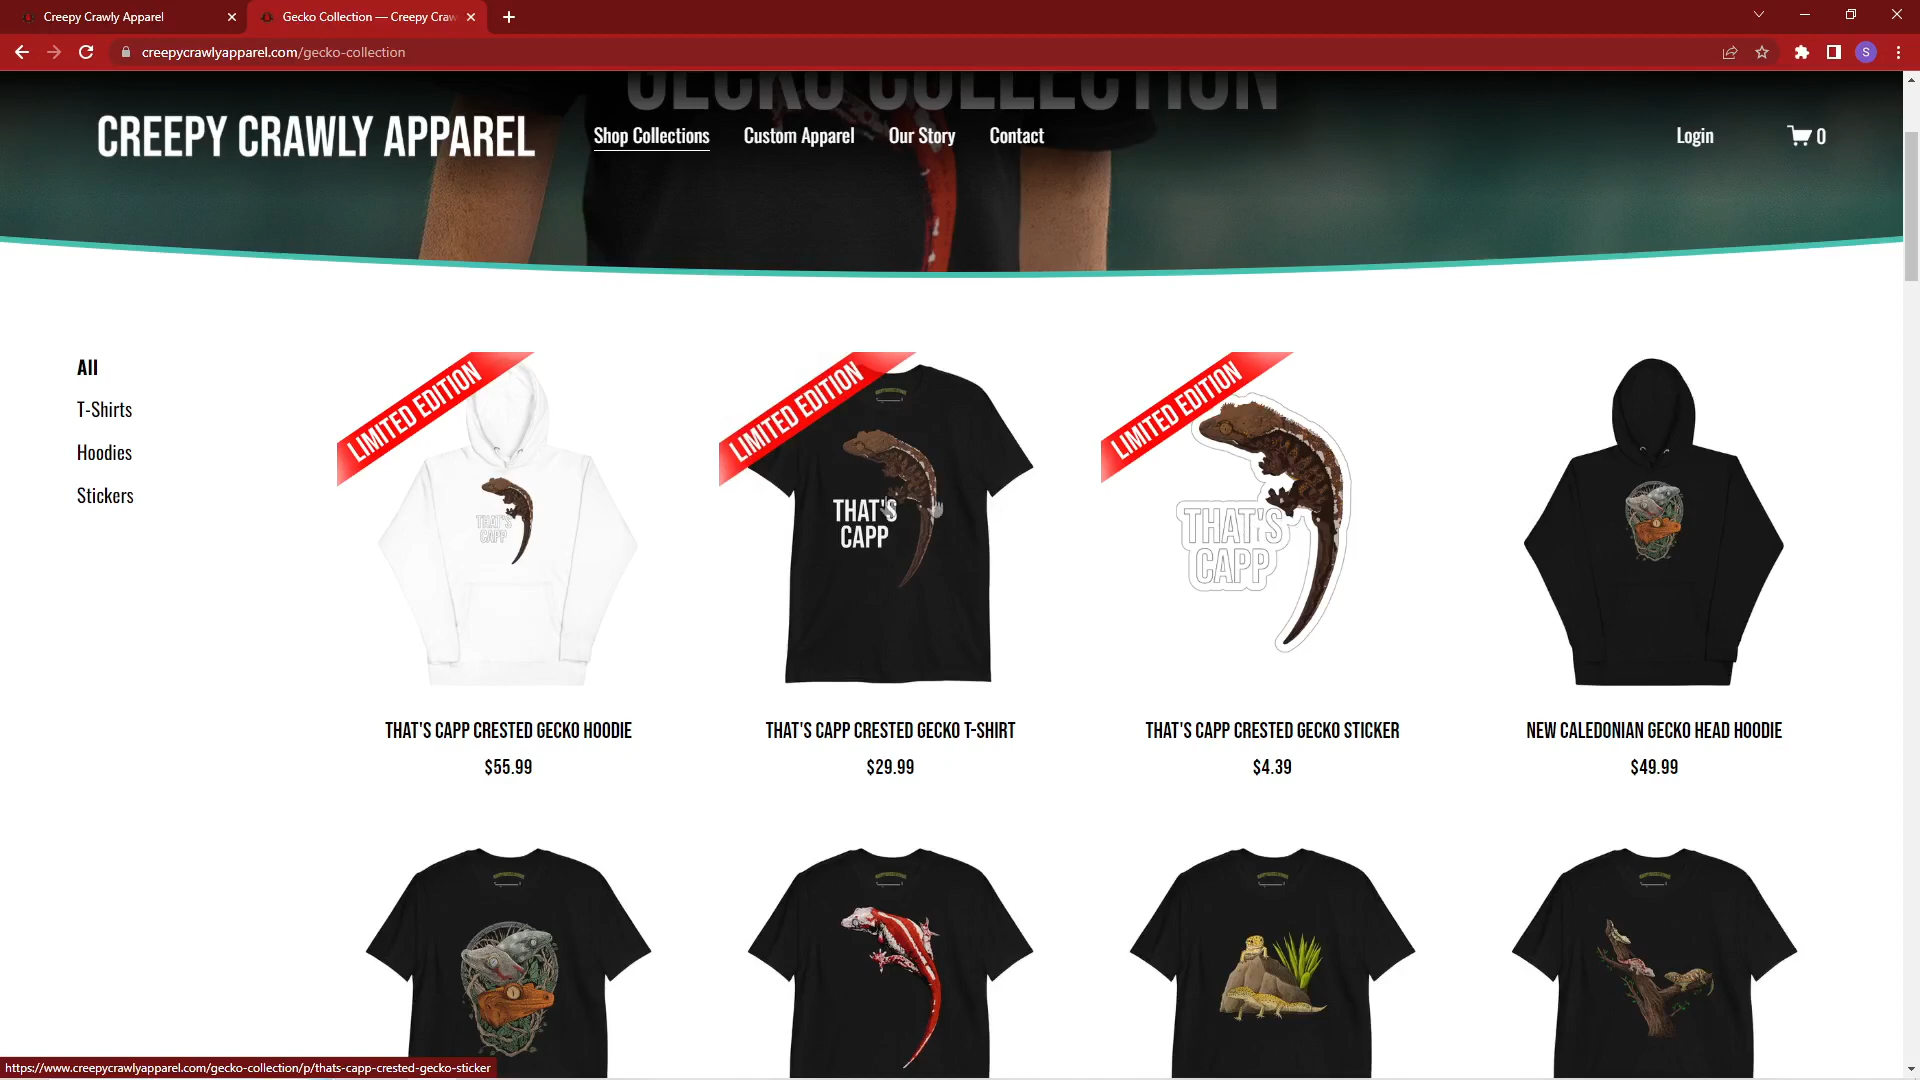 Creepy Crawly Apparel
Gecko Collection — Creepy Craw
creepycrawlyapparel.com/gecko-collection
S
GECKO COLLECTION
CREEPY CRAWLY APPAREL
Shop Collections
Custom Apparel
Our Story
Contact
Login
0
All
T-Shirts
Hoodies
Stickers
LIMITED EDITION
THAT'S
CAPP
LIMITED EDITION
THAT'S
CAPP
LIMITED EDITION
THAT'S
CAPP
THAT'S CAPP CRESTED GECKO HOODIE
$55.99
THAT'S CAPP CRESTED GECKO T-SHIRT
$29.99
THAT'S CAPP CRESTED GECKO STICKER
$4.39
NEW CALEDONIAN GECKO HEAD HOODIE
$49.99
https://www.creepycrawlyapparel.com/gecko-collection/p/thats-capp-crested-gecko-sticker